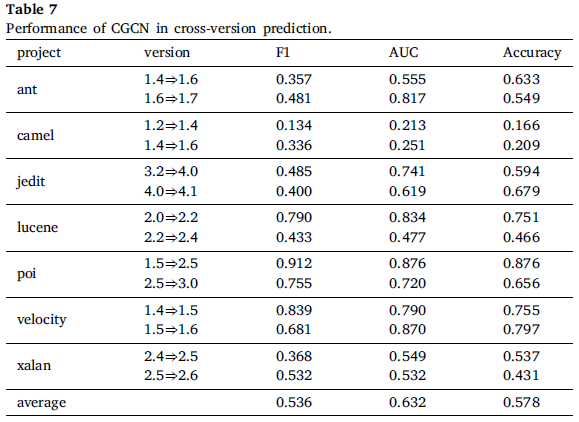 Table 7
Performance of CGCN in cross-version prediction.
project version F1 AUC Accuracy
ant 1.4⇒1.6 0.357 0.555 0.633
1.6⇒1.7 0.481 0.817 0.549
camel 1.2⇒1.4 0.134 0.213 0.166
1.4⇒1.6 0.336 0.251 0.209
jedit 3.2⇒4.0 0.485 0.741 0.594
4.0⇒4.1 0.400 0.619 0.679
lucene 2.0⇒2.2 0.790 0.834 0.751
2.2⇒2.4 0.433 0.477 0.466
poi 1.5⇒2.5 0.912 0.876 0.876
2.5⇒3.0 0.755 0.720 0.656
velocity 1.4⇒1.5 0.839 0.790 0.755
1.5⇒1.6 0.681 0.870 0.797
xalan 2.4⇒2.5 0.368 0.549 0.537
2.5⇒2.6 0.532 0.532 0.431
average 0.536 0.632 0.578